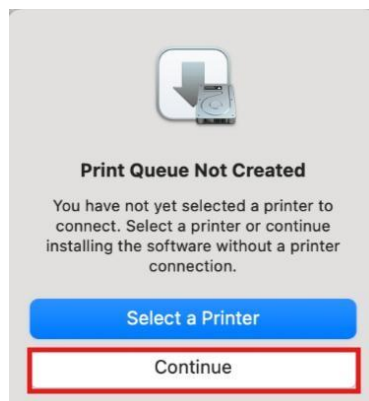 Print Queue Not Created
You have not yet selected a printer to
connect. Select a printer or continue
installing the software without a printer
connection.
Select a Printer
Continue